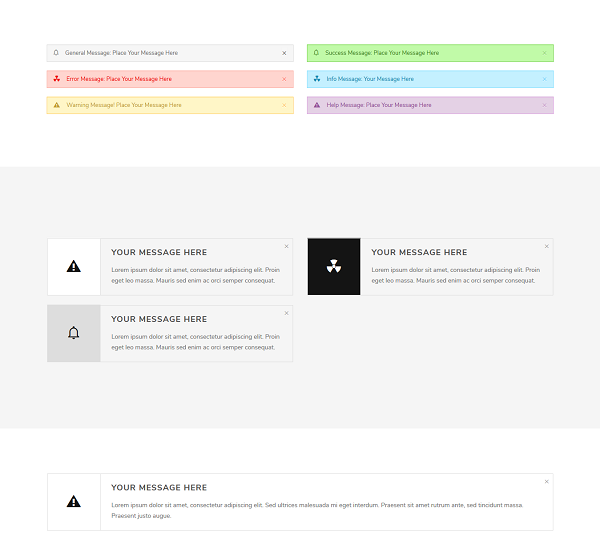 General Message: Place Your Message Here
Success Message: Place Your Message Here
Error Message: Place Your Message Here
Info Message: Your Message Here
Warning Message! Place Your Message Here
Help Message: Place Your Message Here
YOUR MESSAGE HERE
Lorem ipsum dolor sit amet, consectetur adipiscing elit. Proin
eget leo massa. Mauris sed enim ac orci semper consequat.
YOUR MESSAGE HERE
Lorem ipsum dolor sit amet, consectetur adipiscing elit. Proin
eget leo massa. Mauris sed enim ac orci semper consequat.
YOUR MESSAGE HERE
Lorem ipsum dolor sit amet, consectetur adipiscing elit. Proin
eget leo massa. Mauris sed enim ac orci semper consequat.
YOUR MESSAGE HERE
Lorem ipsum dolor sit amet, consectetur adipiscing elit. Sed ultrices malesuada mi eget interdum. Praesent sit amet rutrum ante, sed tincidunt massa.
Praesent justo augue.